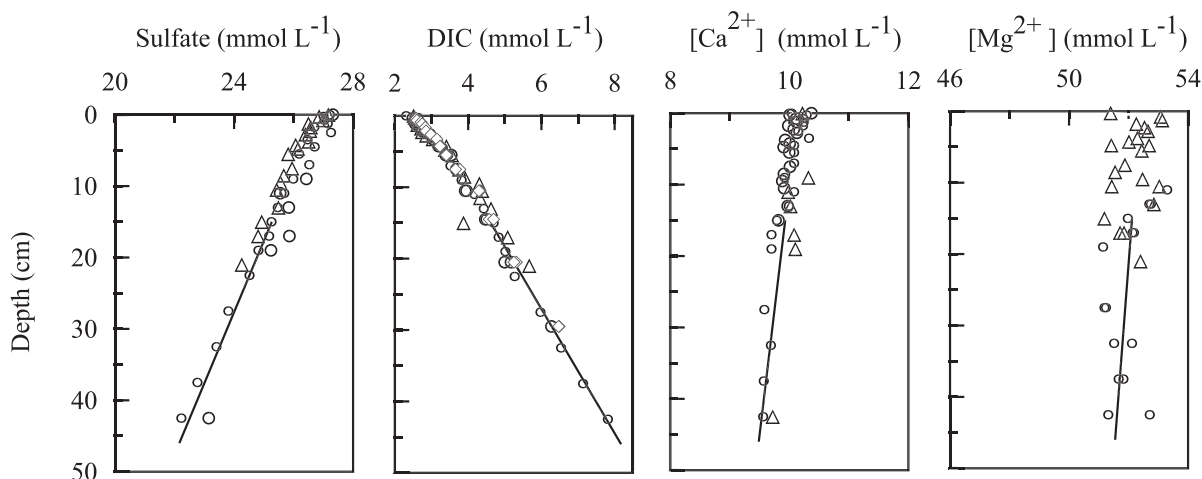 Sulfate (mmol L-1) DIC (mmol L-1) [Ca2+] (mmol L-1) [Mg2+ ] (mmol L-1)
20 24 28 2 4 6 8 8 10 12 46 50 54
0
10
20
30
40
50
Depth (cm)